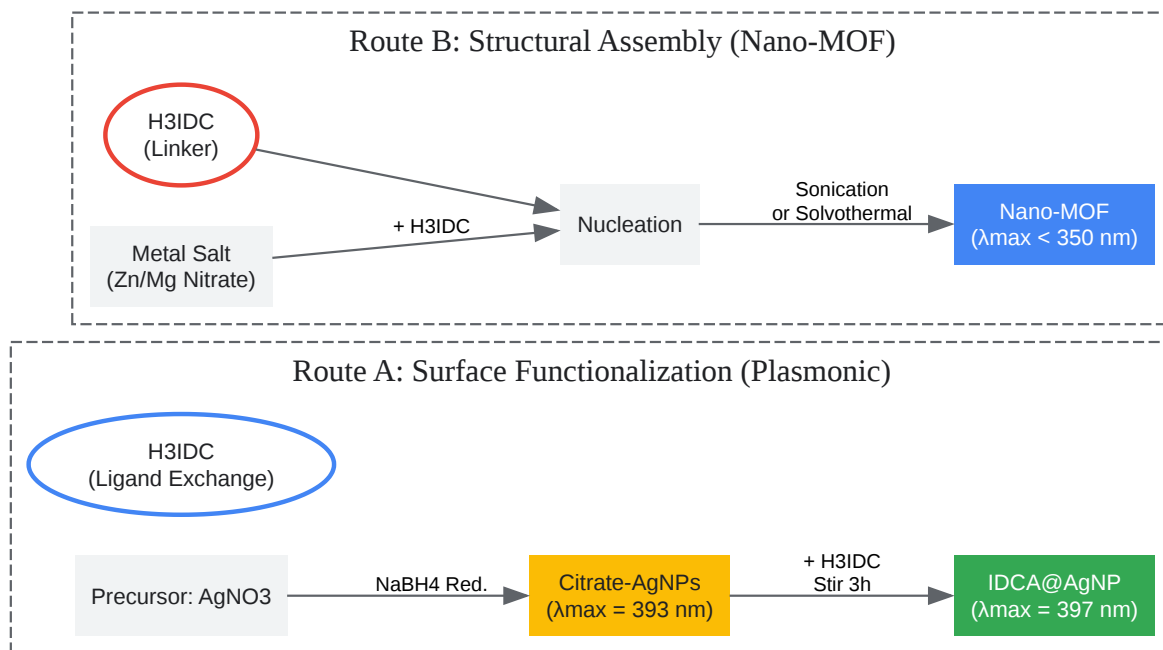 Route B: Structural Assembly (Nano-MOF)
H3IDC
(Linker)
Metal Salt
(Zn/Mg Nitrate)
+ H3IDC
Nucleation
Sonication
or Solvothermal
Nano-MOF
(λmax < 350 nm)
Route A: Surface Functionalization (Plasmonic)
H3IDC
(Ligand Exchange)
Precursor: AgNO3
NaBH4 Red.
Citrate-AgNPs
(λmax = 393 nm)
+ H3IDC
Stir 3h
IDCA@AgNP
(λmax = 397 nm)